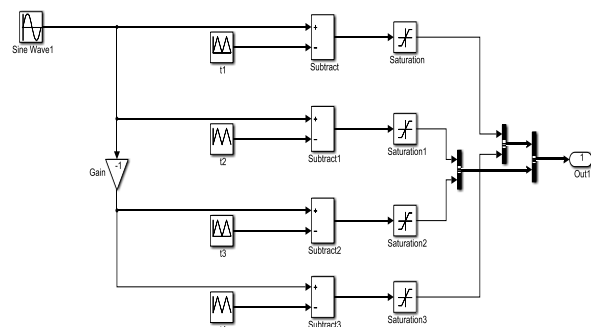 Sine Wave1
t1
+
−
Subtract
Saturation
t2
+
−
Subtract1
Saturation1
Gain
-1
1
Out1
t3
+
−
Subtract2
Saturation2
+
−
Subtract3
Saturation3